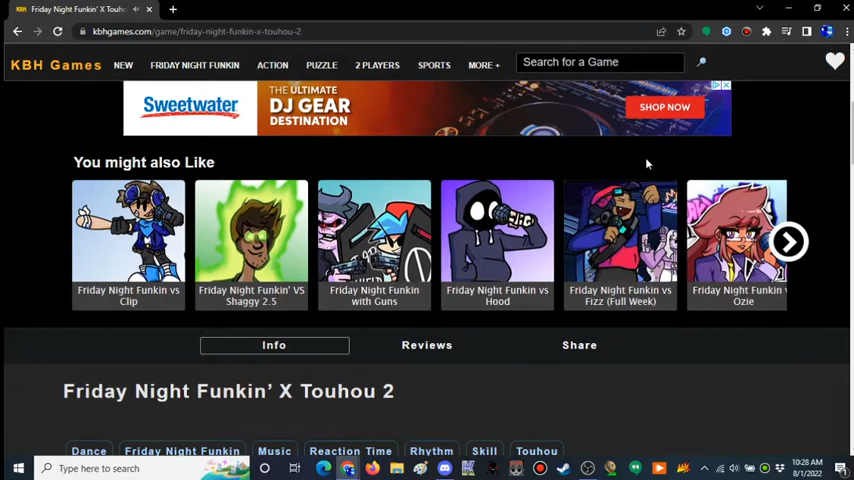 Friday Night Funkin' X Touh
kbhgames.com/game/friday-night-funkin-x-touhou-2
KBH Games
NEW
FRIDAY NIGHT FUNKIN
ACTION
PUZZLE
2 PLAYERS
SPORTS
MORE +
Search for a Game
Sweetwater
THE ULTIMATE
DJ GEAR
DESTINATION
SHOP NOW
You might also Like
Friday Night Funkin vs
Clip
Friday Night Funkin' VS
Shaggy 2.5
Friday Night Funkin
with Guns
Friday Night Funkin vs
Hood
Friday Night Funkin vs
Fizz (Full Week)
Friday Night Funkin
Ozie
Info
Reviews
Share
Friday Night Funkin' X Touhou 2
Dance
Friday Night Funkin
Music
Reaction Time
Rhythm
Skill
Touhou
Type here to search
10:28 AM
8/1/2022